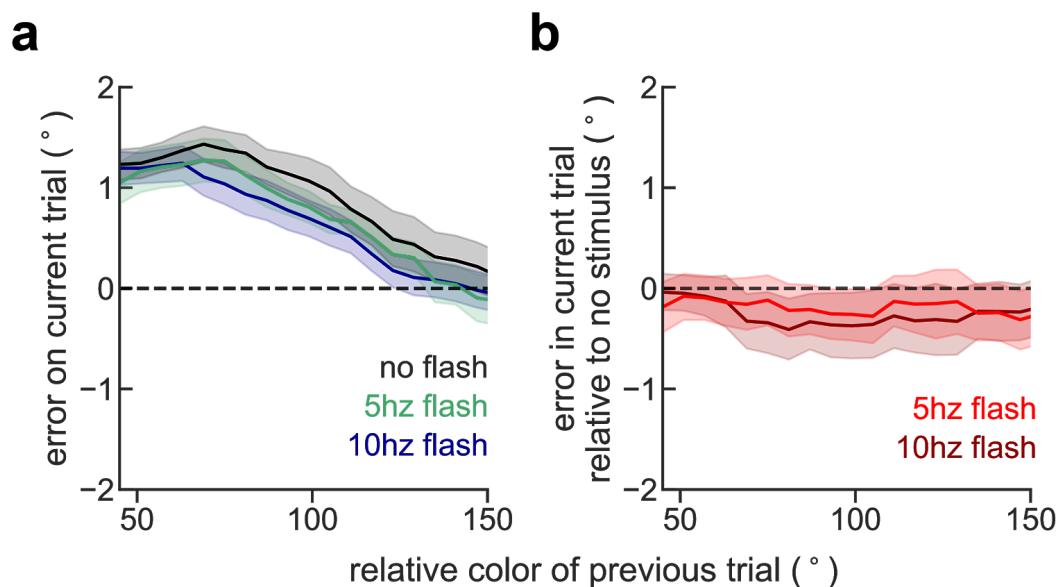 a
error on current trial (°)
2
1
0
−1
−2
50
100
150
no flash
5hz flash
10hz flash
b
error in current trial
relative to no stimulus (°)
2
1
0
−1
−2
50
100
150
5hz flash
10hz flash
relative color of previous trial (°)